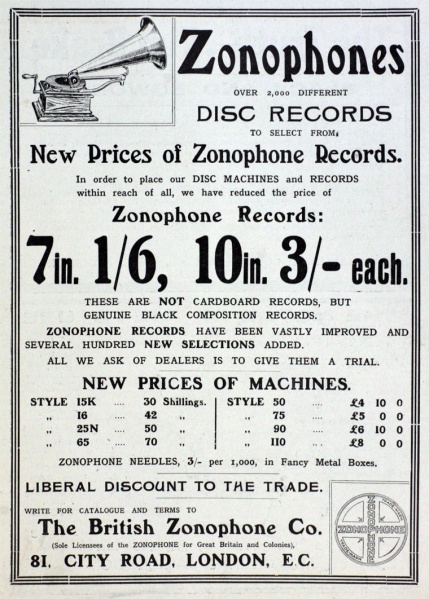 Zonophones
OVER 2,000 DIFFERENT
DISC RECORDS
TO SELECT FROM.
New Prices of Zonophone Records.
In order to place our DISC MACHINES and RECORDS
within reach of all, we have reduced the price of
Zonophone Records:
7in. 1/6, 10in. 3/- each.
THESE ARE NOT CARDBOARD RECORDS, BUT
GENUINE BLACK COMPOSITION RECORDS.
ZONOPHONE RECORDS HAVE BEEN VASTLY IMPROVED AND
SEVERAL HUNDRED NEW SELECTIONS ADDED.
ALL WE ASK OF DEALERS IS TO GIVE THEM A TRIAL.
NEW PRICES OF MACHINES.
STYLE 15K .... 30 Shillings. STYLE 50 .... £4 10 0
„ 16 .... 42 „ „ 75 .... £5 0 0
„ 25N .... 50 „ „ 90 .... £6 10 0
„ 65 .... 70 „ „ 110 ... £8 0 0
ZONOPHONE NEEDLES, 3/- per 1,000, in Fancy Metal Boxes.
LIBERAL DISCOUNT TO THE TRADE.
WRITE FOR CATALOGUE AND TERMS TO
The British Zonophone Co.
(Sole Licensees of the ZONOPHONE for Great Britain and Colonies),
81, CITY ROAD, LONDON, E.C.
ZONOPHONE
ZONOPHONE
TRADE MARK
TRADE MARK